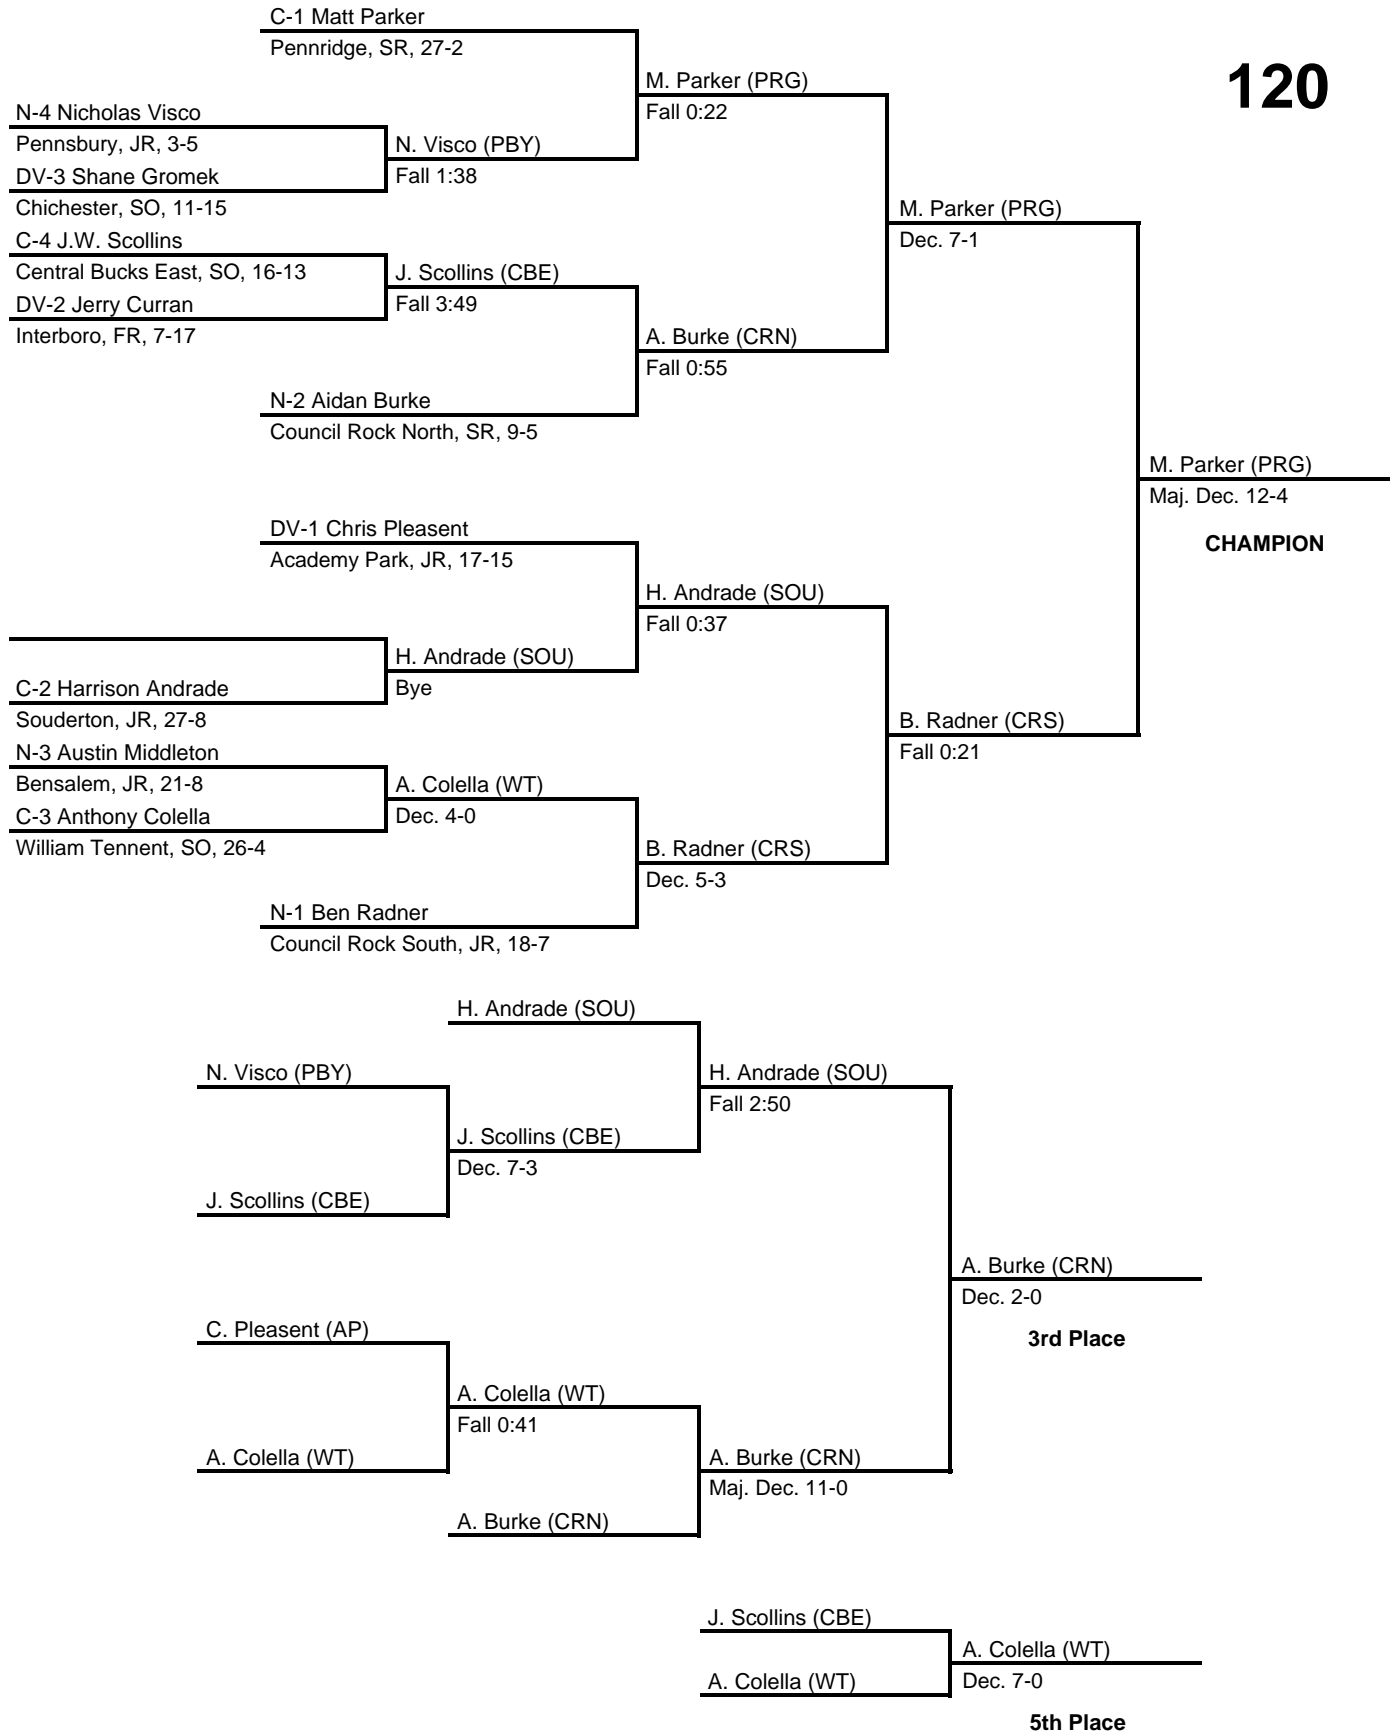 C-1 Matt Parker
Pennridge, SR, 27-2
120
M. Parker (PRG)
Fall 0:22
N-4 Nicholas Visco
Pennsbury, JR, 3-5
N. Visco (PBY)
Fall 1:38
DV-3 Shane Gromek
Chichester, SO, 11-15
M. Parker (PRG)
Dec. 7-1
C-4 J.W. Scollins
Central Bucks East, SO, 16-13
J. Scollins (CBE)
Fall 3:49
DV-2 Jerry Curran
Interboro, FR, 7-17
A. Burke (CRN)
Fall 0:55
N-2 Aidan Burke
Council Rock North, SR, 9-5
M. Parker (PRG)
Maj. Dec. 12-4
CHAMPION
DV-1 Chris Pleasent
Academy Park, JR, 17-15
H. Andrade (SOU)
Fall 0:37
H. Andrade (SOU)
Bye
C-2 Harrison Andrade
Souderton, JR, 27-8
B. Radner (CRS)
Fall 0:21
N-3 Austin Middleton
Bensalem, JR, 21-8
A. Colella (WT)
Dec. 4-0
C-3 Anthony Colella
William Tennent, SO, 26-4
B. Radner (CRS)
Dec. 5-3
N-1 Ben Radner
Council Rock South, JR, 18-7
H. Andrade (SOU)
N. Visco (PBY)
H. Andrade (SOU)
Fall 2:50
J. Scollins (CBE)
Dec. 7-3
J. Scollins (CBE)
A. Burke (CRN)
Dec. 2-0
3rd Place
C. Pleasent (AP)
A. Colella (WT)
Fall 0:41
A. Colella (WT)
A. Burke (CRN)
Maj. Dec. 11-0
A. Burke (CRN)
J. Scollins (CBE)
A. Colella (WT)
Dec. 7-0
A. Colella (WT)
5th Place